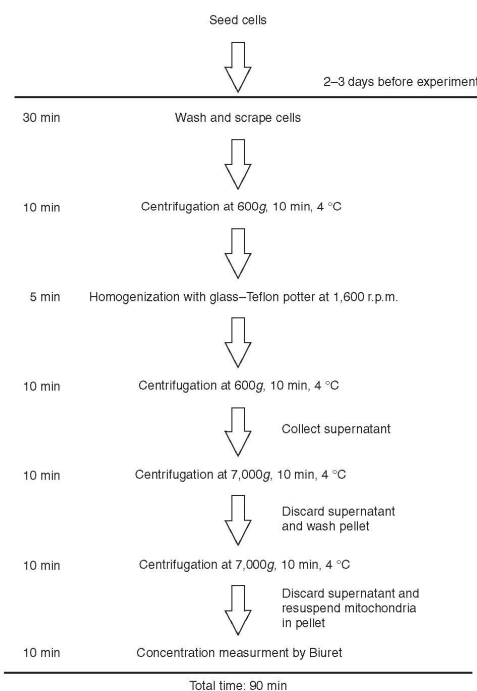 Seed cells
2–3 days before experiment
30 min Wash and scrape cells
10 min Centrifugation at 600g, 10 min, 4 °C
5 min Homogenization with glass–Teflon potter at 1,600 r.p.m.
10 min Centrifugation at 600g, 10 min, 4 °C
Collect supernatant
10 min Centrifugation at 7,000g, 10 min, 4 °C
Discard supernatant
and wash pellet
10 min Centrifugation at 7,000g, 10 min, 4 °C
Discard supernatant and
resuspend mitochondria
in pellet
10 min Concentration measurment by Biuret
Total time: 90 min